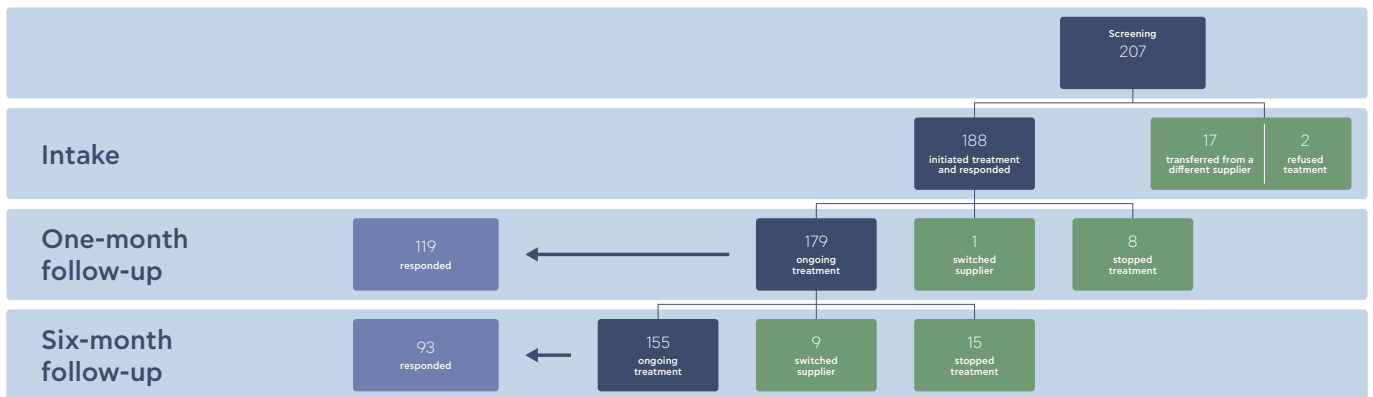 Screening
207
Intake
188
initiated treatment
and responded
17
transferred from a
different supplier
2
refused
teatment
One-month
follow-up
119
responded
179
ongoing
treatment
1
switched
supplier
8
stopped
treatment
Six-month
follow-up
93
responded
155
ongoing
treatment
9
switched
supplier
15
stopped
treatment